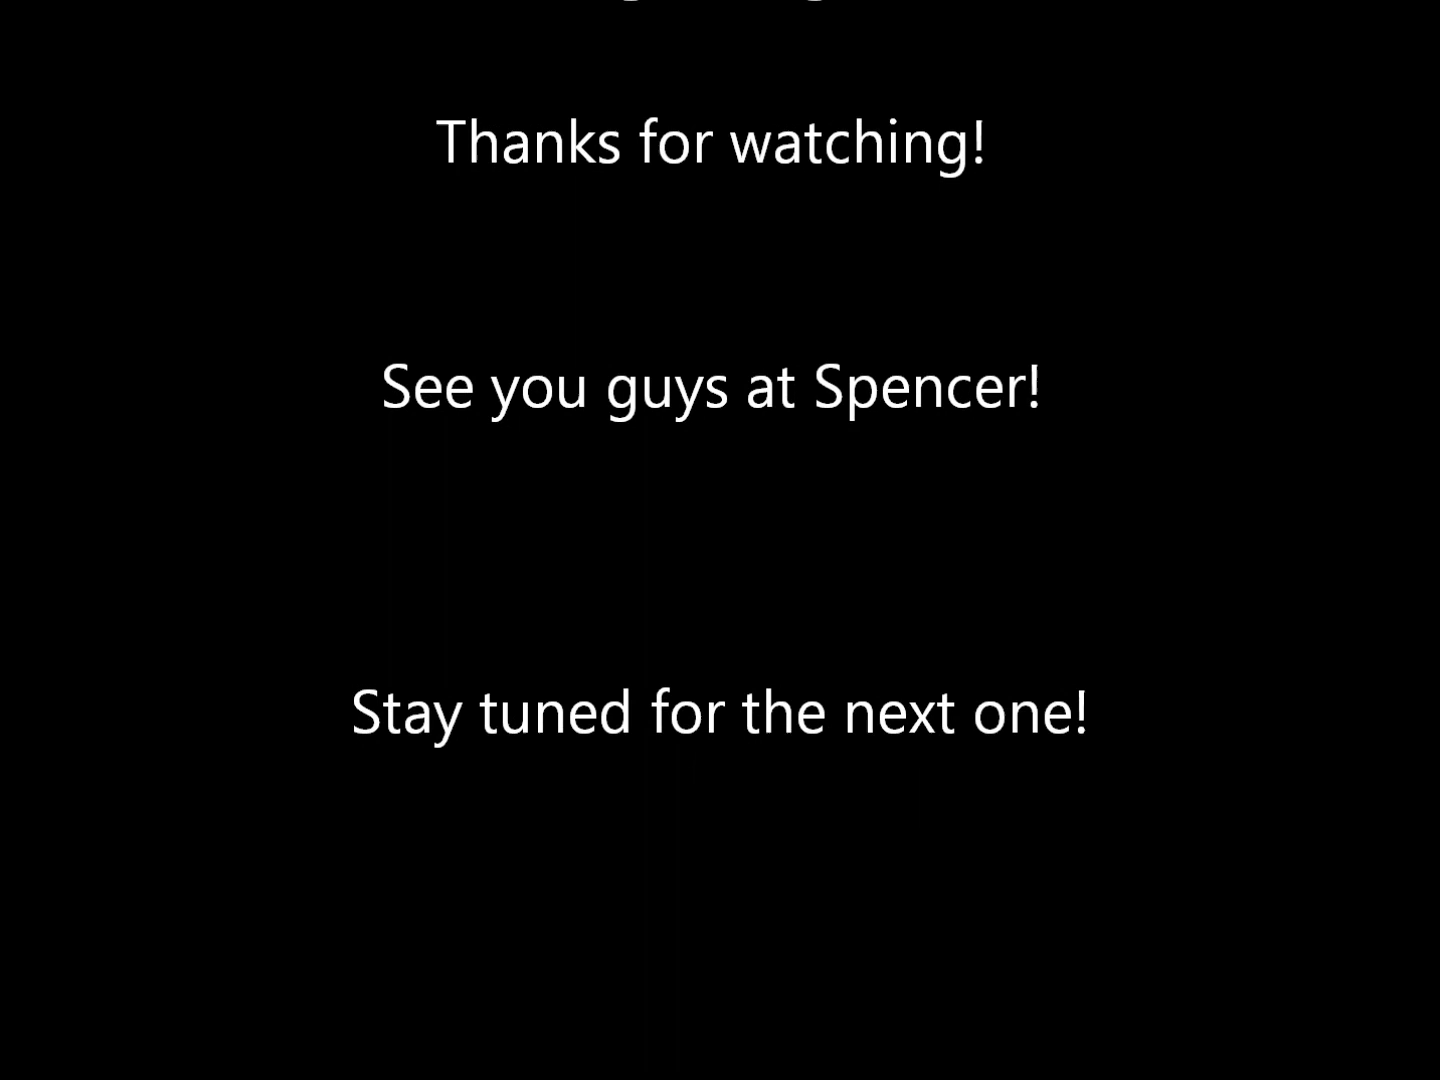 Thanks for watching!
See you guys at Spencer!
Stay tuned for the next one!